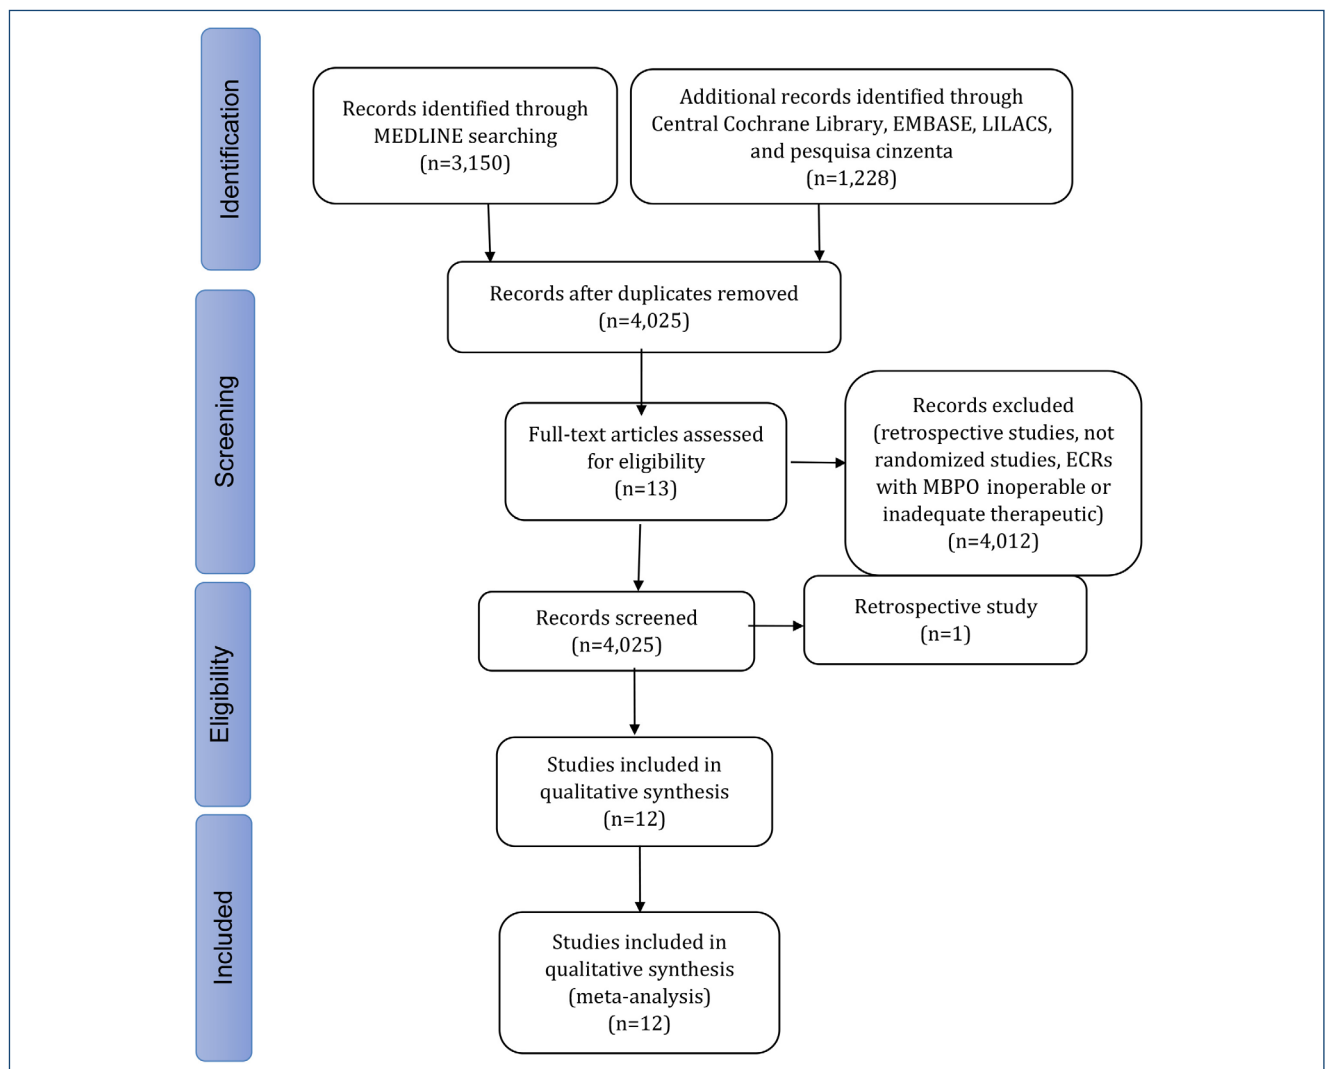 Identification
Records identified through
MEDLINE searching
(n=3,150)
Additional records identified through
Central Cochrane Library, EMBASE, LILACS,
and pesquisa cinzenta
(n=1,228)
Records after duplicates removed
(n=4,025)
Screening
Full-text articles assessed
for eligibility
(n=13)
Records excluded
(retrospective studies, not
randomized studies, ECRs
with MBPO inoperable or
inadequate therapeutic)
(n=4,012)
Eligibility
Records screened
(n=4,025)
Retrospective study
(n=1)
Studies included in
qualitative synthesis
(n=12)
Included
Studies included in
qualitative synthesis
(meta-analysis)
(n=12)